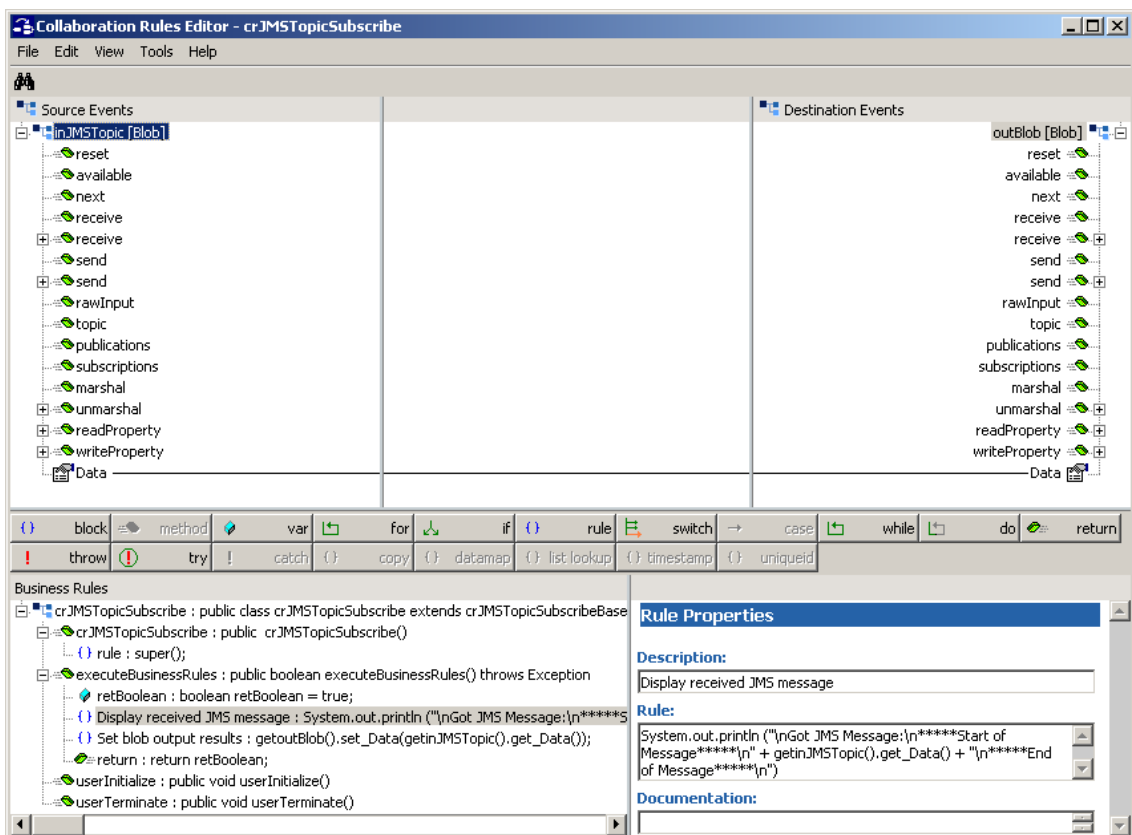 Collaboration Rules Editor - crJMSTopicSubscribe
File Edit View Tools Help
Source Events
inJMSTopic [Blob]
reset
available
next
receive
receive
send
send
rawInput
topic
publications
subscriptions
marshal
unmarshal
readProperty
writeProperty
Data
Destination Events
outBlob [Blob]
reset
available
next
receive
receive
send
send
rawInput
topic
publications
subscriptions
marshal
unmarshal
readProperty
writeProperty
Data
block method var for if rule switch case while do return
throw try catch copy datamap list lookup timestamp uniqueid
Business Rules
crJMSTopicSubscribe : public class crJMSTopicSubscribe extends crJMSTopicSubscribeBase
crJMSTopicSubscribe : public crJMSTopicSubscribe()
{} rule : super();
executeBusinessRules : public boolean executeBusinessRules() throws Exception
retBoolean : boolean retBoolean = true;
{} Display received JMS message : System.out.println ("\nGot JMS Message:\n*****S
{} Set blob output results : getoutBlob().set_Data(getinJMSTopic().get_Data());
return : return retBoolean;
userInitialize : public void userInitialize()
userTerminate : public void userTerminate()
Rule Properties
Description:
Display received JMS message
Rule:
System.out.println ("\nGot JMS Message:\n*****Start of
Message*****\n" + getinJMSTopic().get_Data() + "\n*****End
of Message*****\n")
Documentation: